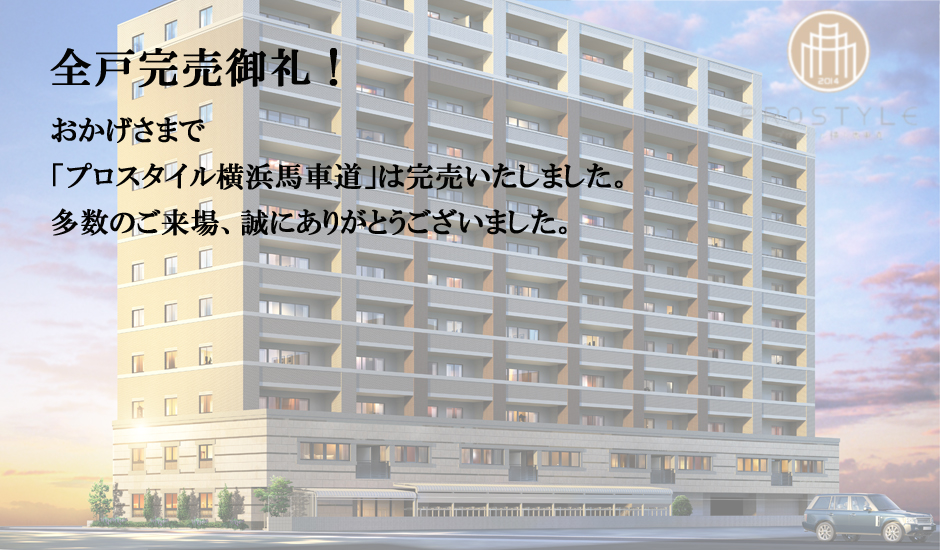 全戸完売御礼！
おかげさまで
「プロスタイル横浜馬車道」は完売いたしました。
多数のご来場、誠にありがとうございました。
2014
PROSTYLE